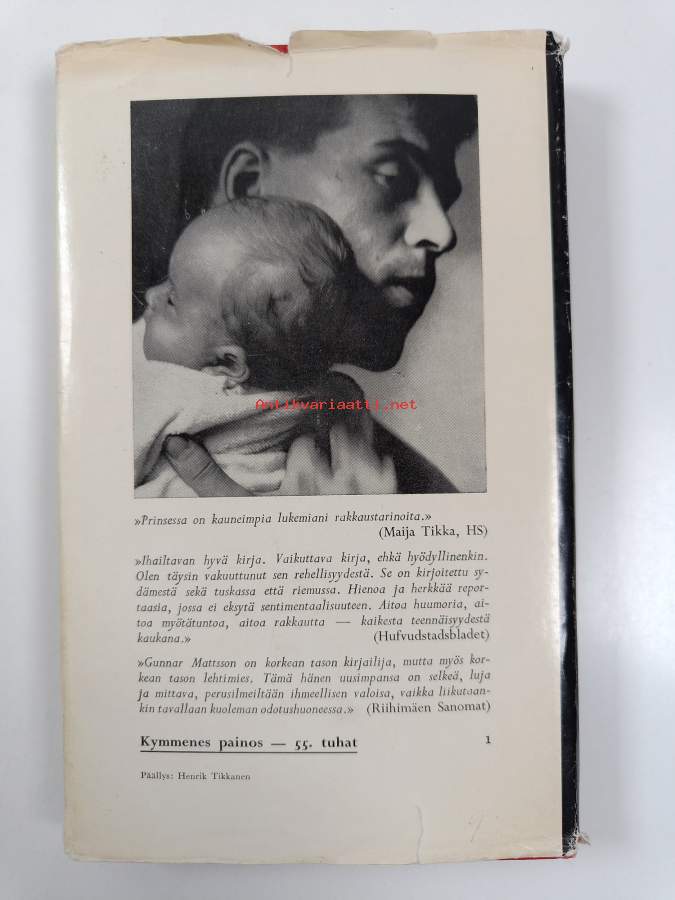 Antikvariaatti.net
»Prinsessa on kauneimpia lukemiani rakkaustarinoita.»
(Maija Tikka, HS)
»Ihailtavan hyvä kirja. Vaikuttava kirja, ehkä hyödyllinenkin.
Olen täysin vakuuttunut sen rehellisyydestä. Se on kirjoitettu sy-
dämestä sekä tuskassa että riemussa. Hienoa ja herkkää repor-
taasia, jossa ei eksytä sentimentaalisuuteen. Aitoa huumoria, ai-
toa myötätuntoa, aitoa rakkautta — kaikesta teennäisyydestä
kaukana.» (Hufvudstadsbladet)
»Gunnar Mattsson on korkean tason kirjailija, mutta myös kor-
kean tason lehtimies. Tämä hänen uusimpansa on selkeä, luja
ja mittava, perusilmeiltään ihmeellisen valoisa, vaikka liikutaan-
kin tavallaan kuoleman odotushuoneessa.» (Riihimäen Sanomat)
Kymmenes painos — 55. tuhat 1
Päällys: Henrik Tikkanen